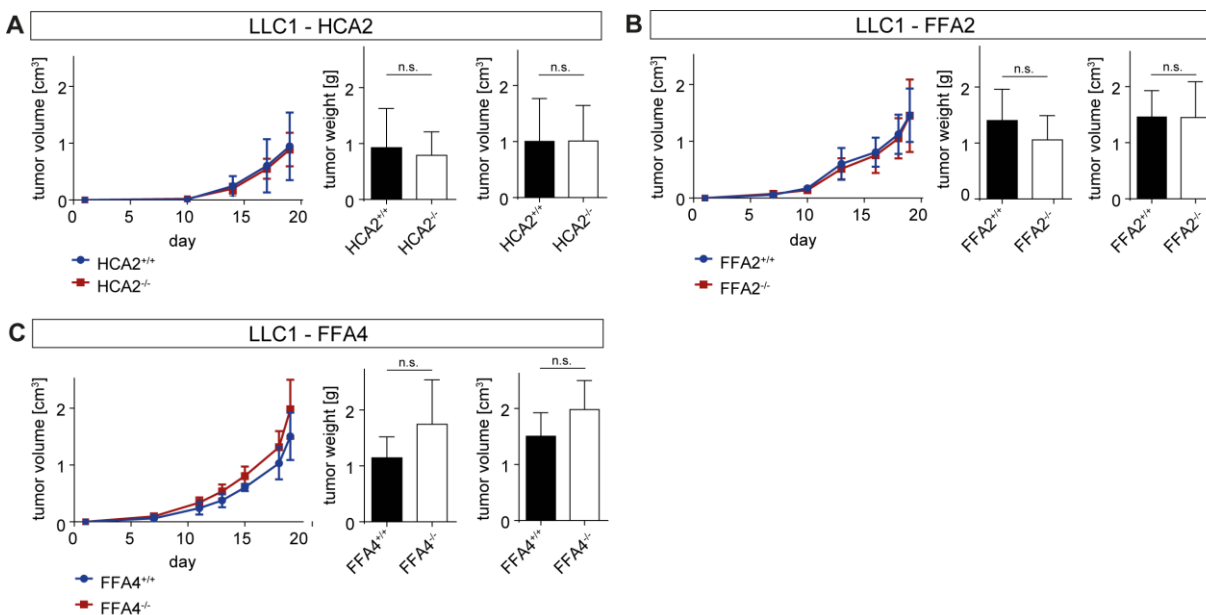 A
LLC1 - HCA2
tumor volume [cm³]
2
1
0
0
5
10
15
20
day
HCA2⁺/⁺
HCA2⁻/⁻
tumor weight [g]
n.s.
2
1
0
HCA2⁺/⁺
HCA2⁻/⁻
tumor volume [cm³]
n.s.
2
1
0
HCA2⁺/⁺
HCA2⁻/⁻
B
LLC1 - FFA2
tumor volume [cm³]
2
1
0
0
5
10
15
20
day
FFA2⁺/⁺
FFA2⁻/⁻
tumor weight [g]
n.s.
2
1
0
FFA2⁺/⁺
FFA2⁻/⁻
tumor volume [cm³]
n.s.
2
1
0
FFA2⁺/⁺
FFA2⁻/⁻
C
LLC1 - FFA4
tumor volume [cm³]
2
1
0
0
5
10
15
20
day
FFA4⁺/⁺
FFA4⁻/⁻
tumor weight [g]
n.s.
2
1
0
FFA4⁺/⁺
FFA4⁻/⁻
tumor volume [cm³]
n.s.
2
1
0
FFA4⁺/⁺
FFA4⁻/⁻